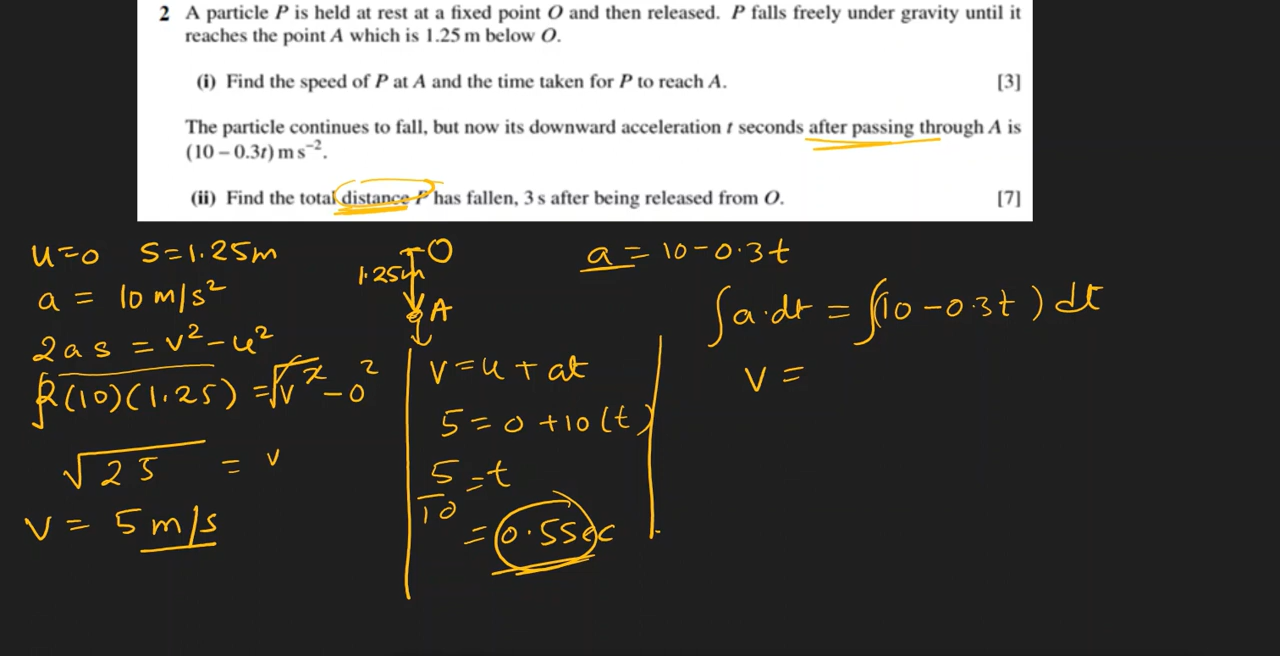 2 A particle P is held at rest at a fixed point O and then released. P falls freely under gravity until it
reaches the point A which is 1.25 m below O.
(i) Find the speed of P at A and the time taken for P to reach A. [3]
The particle continues to fall, but now its downward acceleration t seconds after passing through A is
(10 – 0.3t) m s⁻².
(ii) Find the total distance P has fallen, 3 s after being released from O. [7]
u=0 S=1.25m
a = 10 m/s²
2as = v²-u²
√2(10)(1.25) = √v² - 0²
√25 = v
v = 5 m/s
O
1.25m
A
v = u + at
5 = 0 + 10(t)
5/10 = t
= 0.5sec
a = 10-0.3t
∫a.dt = ∫(10-0.3t) dt
v =